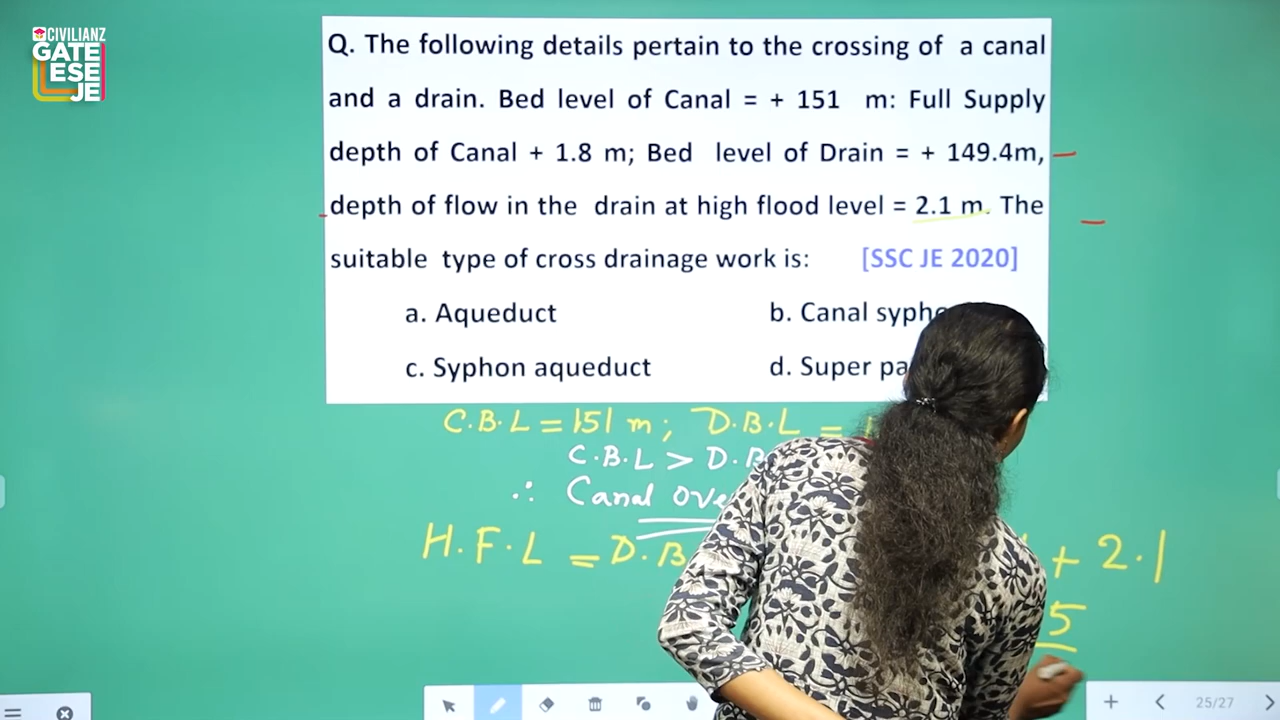 CIVILIANZ
GATE
ESE
JE
Q. The following details pertain to the crossing of a canal
and a drain. Bed level of Canal = + 151 m: Full Supply
depth of Canal + 1.8 m; Bed level of Drain = + 149.4m,
depth of flow in the drain at high flood level = 2.1 m. The
suitable type of cross drainage work is: [SSC JE 2020]
a. Aqueduct b. Canal
c. Syphon aqueduct d. Super
C.B.L = 151 m; D.B.L =
C.B.L > D.B
∴ Canal
H.F.L = D.B + 2.1
5
25/27